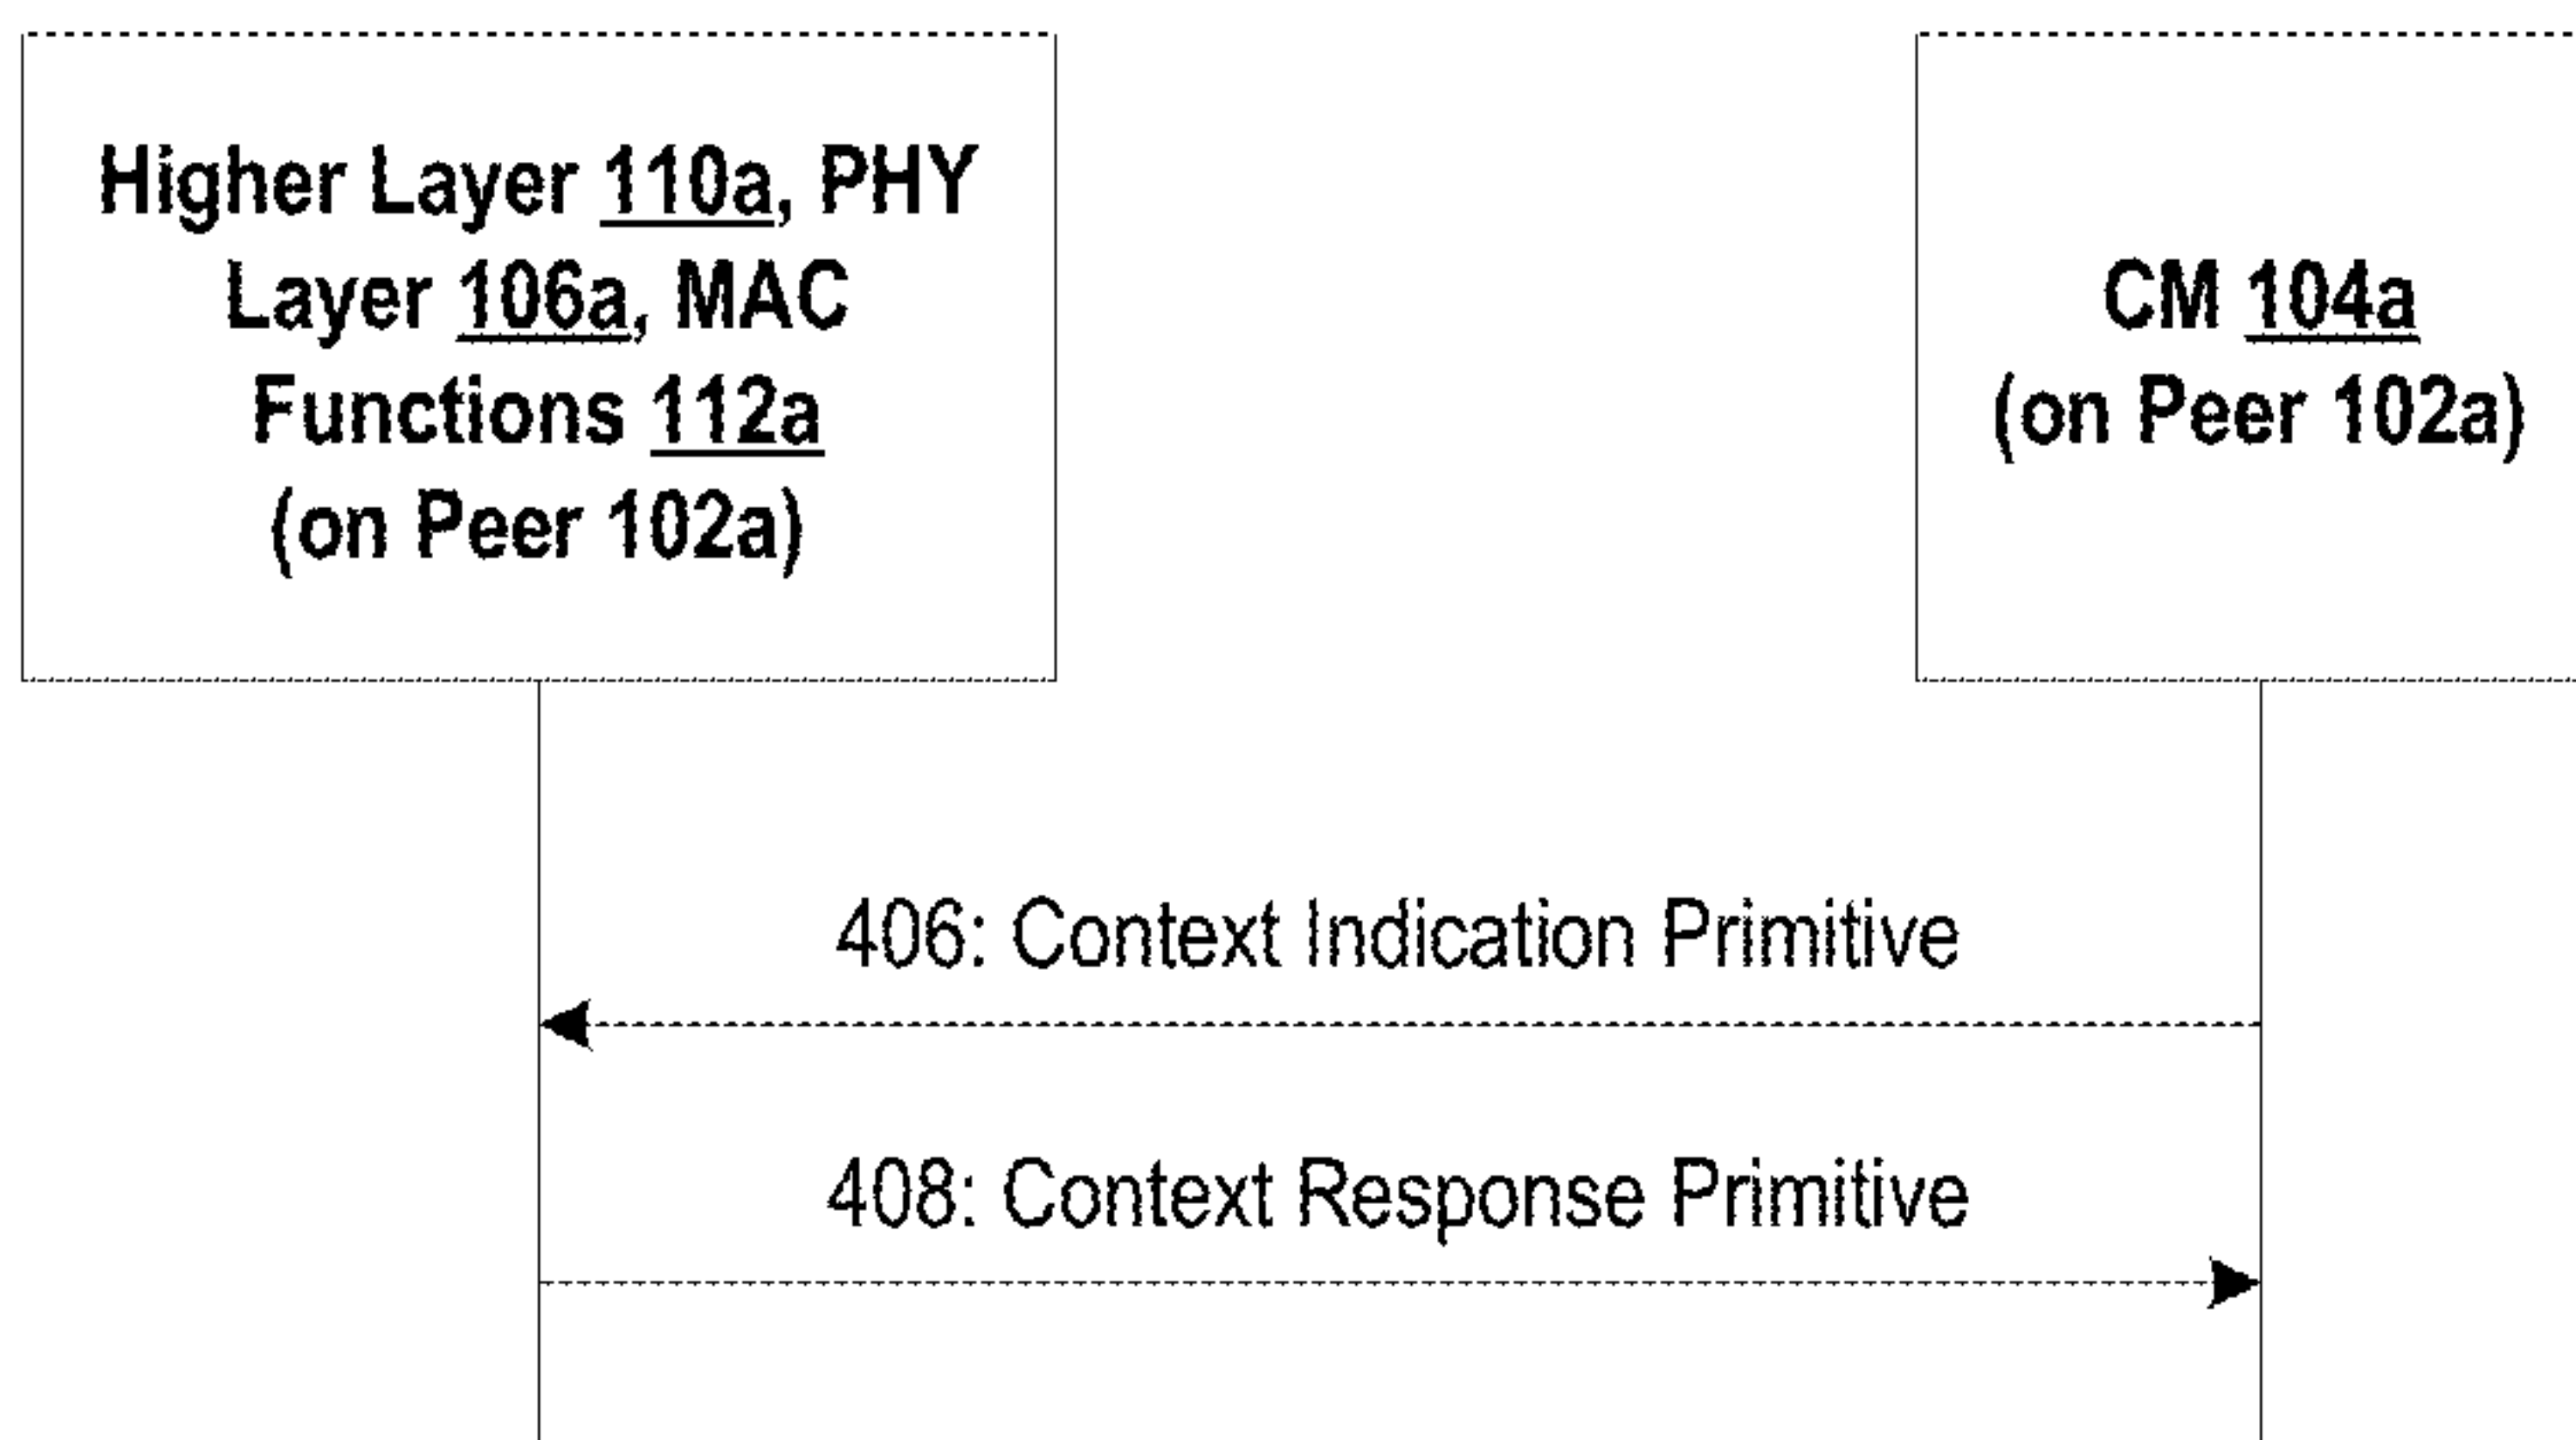 Higher Layer 110a, PHY
Layer 106a, MAC
Functions 112a
(on Peer 102a)
CM 104a
(on Peer 102a)
406: Context Indication Primitive
408: Context Response Primitive